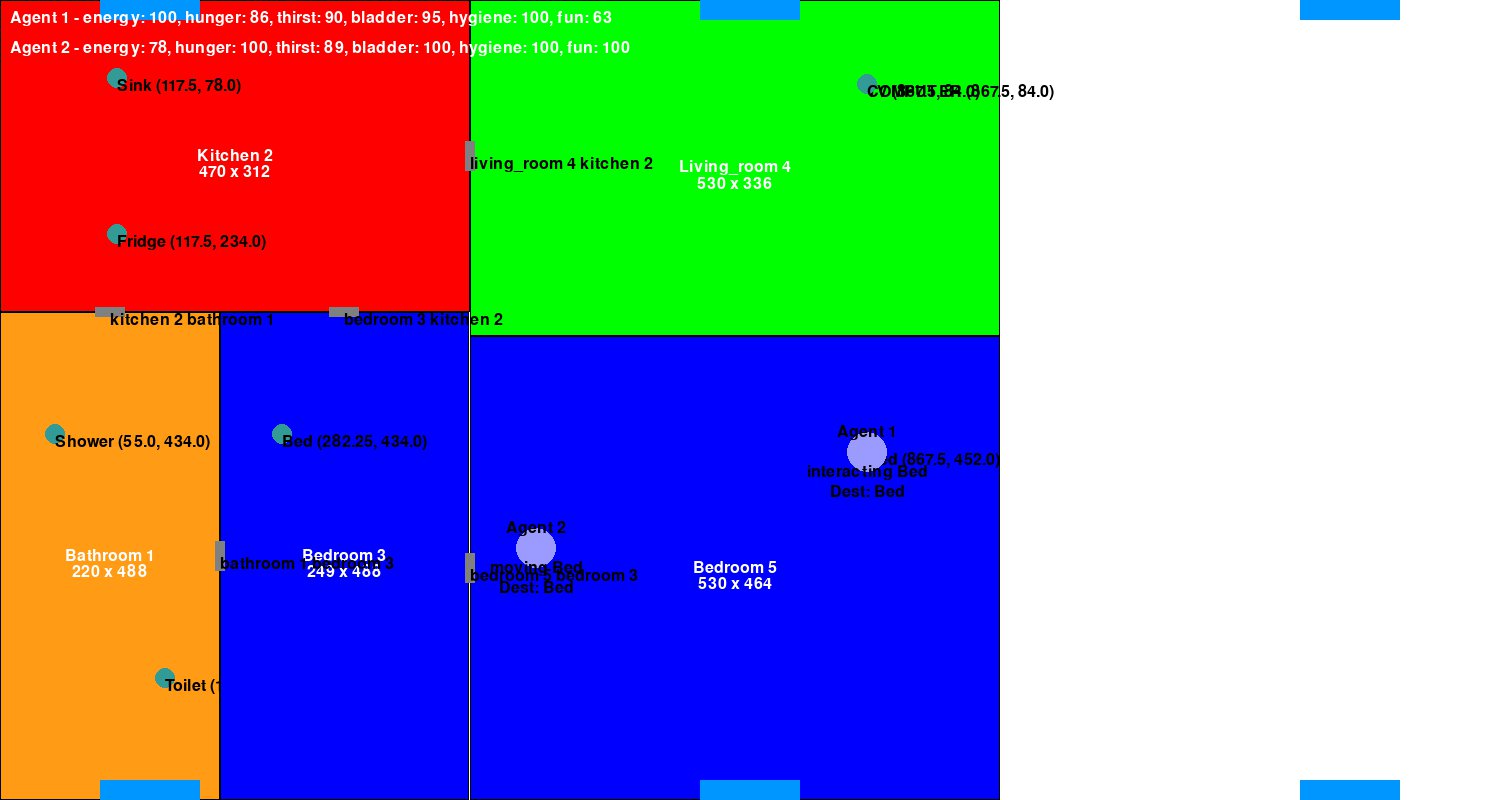 Agent 1 - energy: 100, hunger: 86, thirst: 90, bladder: 95, hygiene: 100, fun: 63
Agent 2 - energy: 78, hunger: 100, thirst: 89, bladder: 100, hygiene: 100, fun: 100
Sink (117.5, 78.0)
(867.5, 84.0)
Kitchen 2
470 x 312
living_room 4 kitchen 2
Living_room 4
530 x 336
Fridge (117.5, 234.0)
kitchen 2 bathroom 1
bedroom 3 kitchen 2
Shower (55.0, 434.0)
Bed (282.25, 434.0)
Agent 1
(867.5, 452.0)
interacting Bed
Dest: Bed
Agent 2
moving Bed
Dest: Bed
Bathroom 1
220 x 488
Bedroom 3
249 x 488
bathroom 1 bedroom 3
bedroom 5 bedroom 3
Bedroom 5
530 x 464
Toilet (1